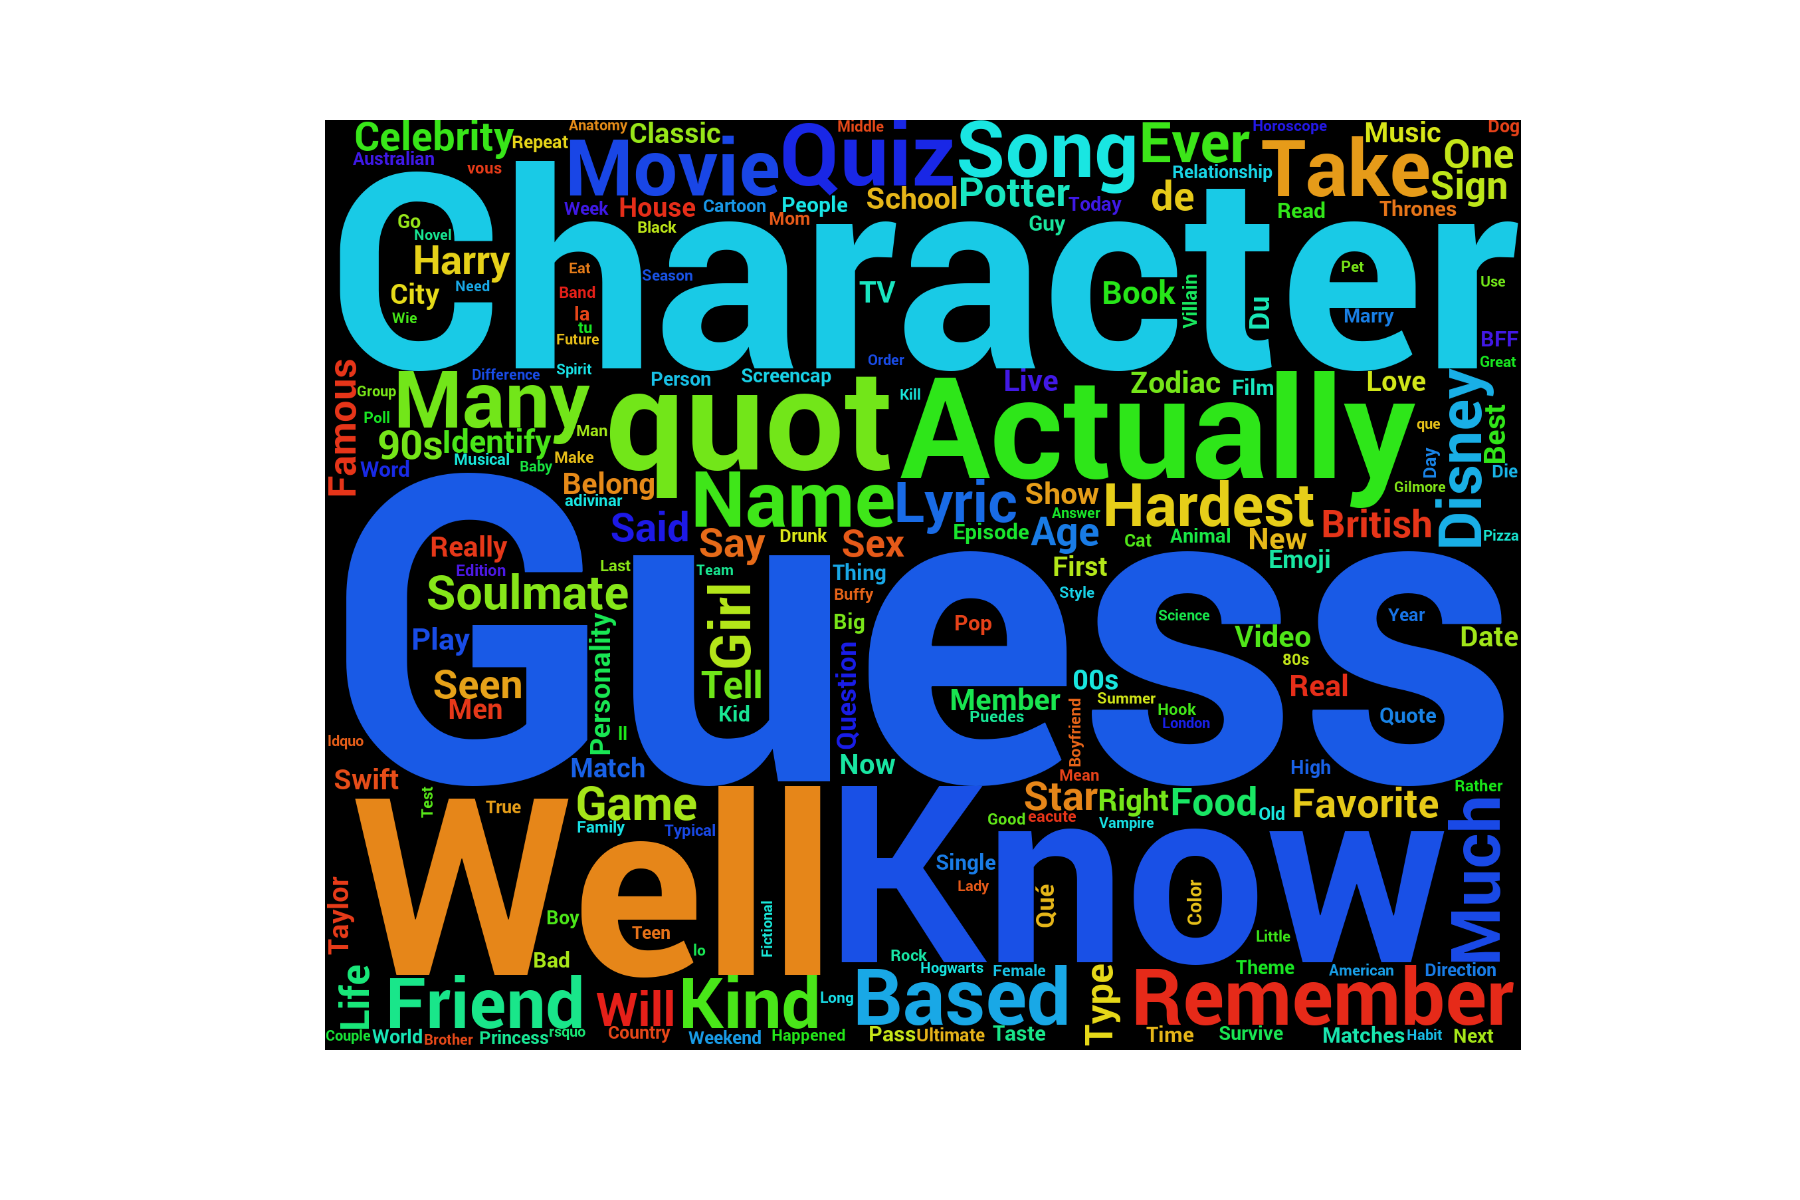 Celebrity
Repeat
Anatomy
Classic
Middle
Quiz
Song
Ever
Horoscope
Music
Dog
Australian
vous
Movie
School
Potter
Relationship
Take
One
Sign
de
Week
House
Cartoon
People
Today
Read
Thrones
Go
Novel
Black
Mom
Guy
Character
Harry
City
Need
Wie
Eat
Band
la
tu
Future
Season
TV
Book
Villain
Du
Pet
Marry
Use
BFF
Great
Order
Famous
Group
Poll
Difference
Spirit
Person
Screencap
Kill
Live
Zodiac
Film
Love
Many
quot
Actually
que
Disney
Best
90s
Identify
Man
Word
Musical
Baby
Make
Day
Die
Belong
adivinar
Name
Lyric
Show
Answer
Hardest
Gilmore
British
Pizza
Said
Say
Drunk
Sex
Episode
Age
Cat
Animal
New
Emoji
Really
Edition
Last
Team
Thing
First
Guess
Soulmate
Girl
Buffy
Style
Big
Pop
Science
Year
Play
Personality
Question
Video
Date
80s
Seen
Men
Tell
Kid
ll
Member
Puedes
00s
Summer
Hook
London
Real
Quote
ldquo
Boyfriend
Swift
Match
Now
Mean
High
Rather
Test
True
Game
Family
Typical
Star
Right
Food
Old
Favorite
Good
eacute
Vampire
Much
Well
Know
Single
Lady
Qué
Color
Taylor
Boy
Teen
lo
Fictional
Little
Bad
Rock
Hogwarts
Female
Theme
American
Direction
Life
Friend
Will
Kind
Long
Based
Type
Remember
Couple
World
Brother
Princess
rsquo
Country
Weekend
Happened
Pass
Ultimate
Taste
Time
Survive
Matches
Habit
Next